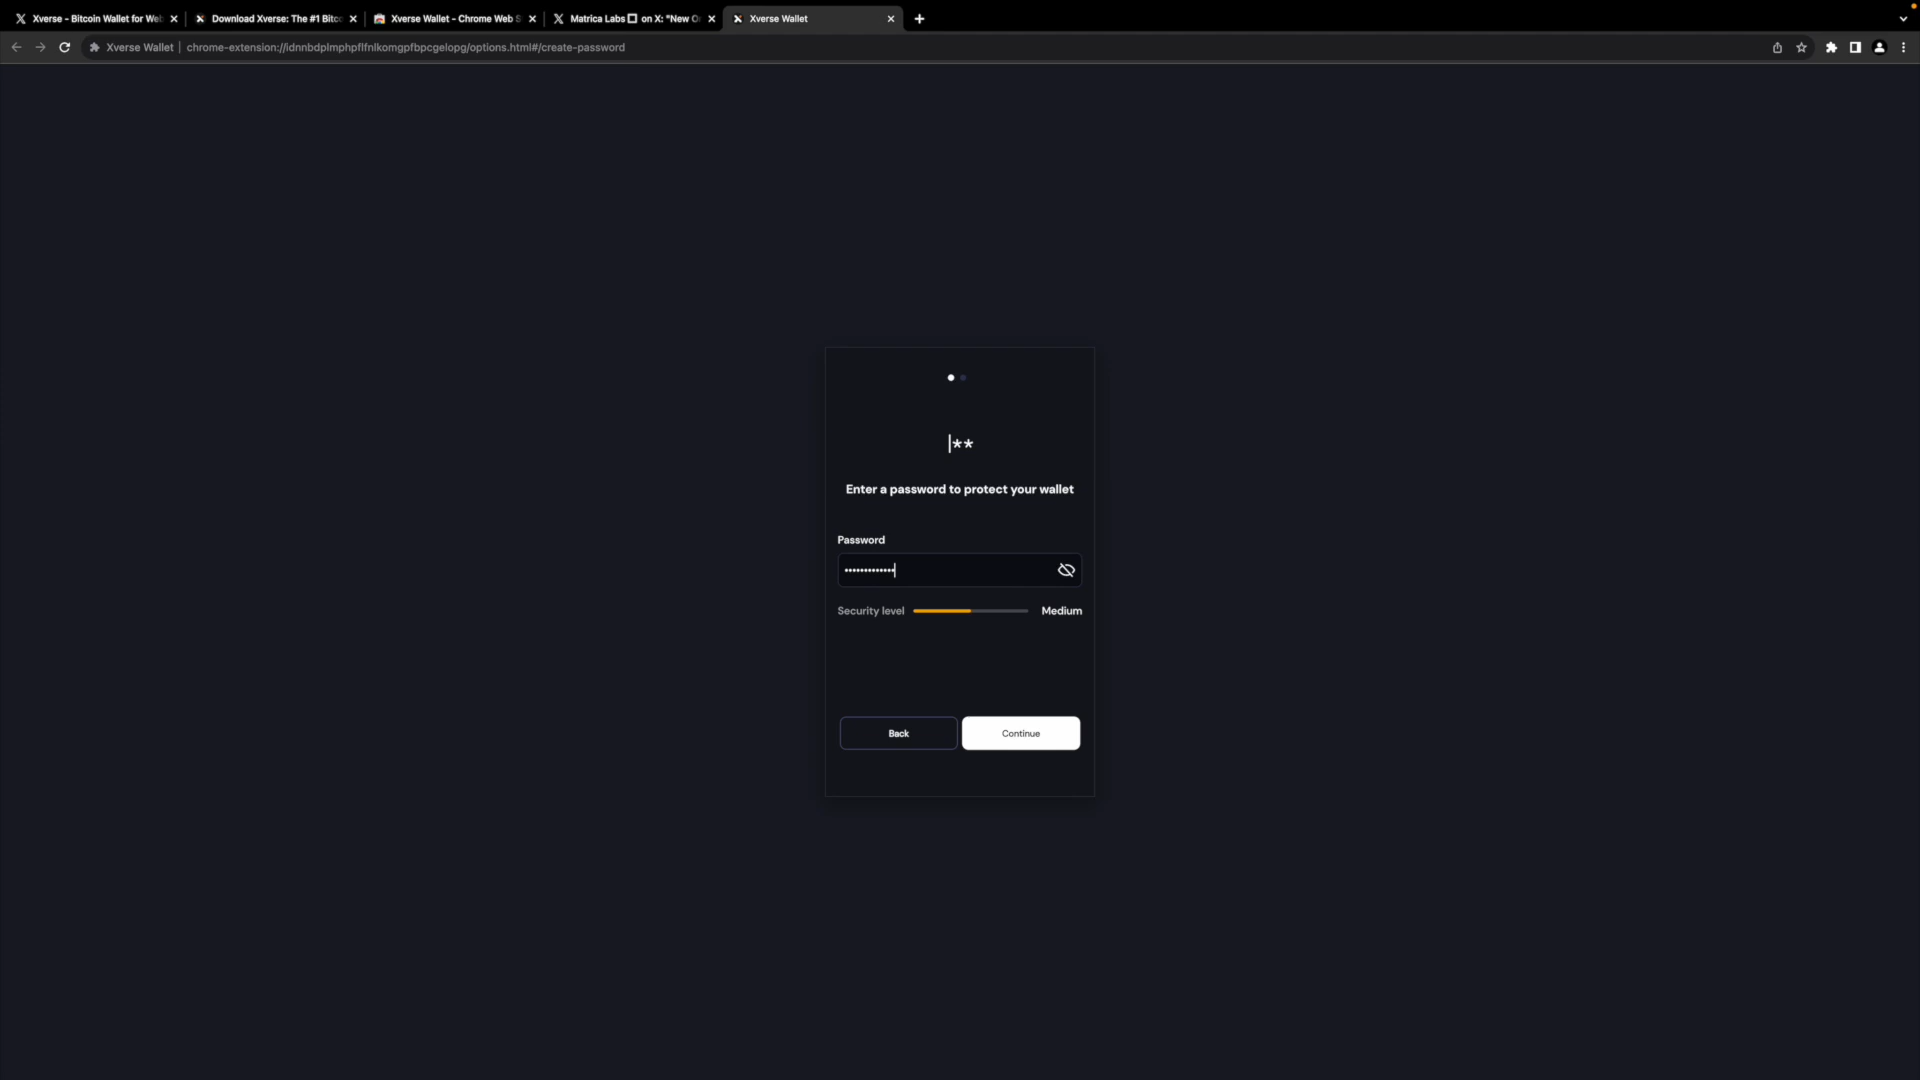 Xverse - Bitcoin Wallet for We
Download Xverse: The #1 Bitc
Xverse Wallet - Chrome Web S
Matrica Labs on X: "New O
Xverse Wallet
Xverse Wallet | chrome-extension://idnnbdplmphpflfnlkomgpfbpcgelopg/options.html#/create-password
**
Enter a password to protect your wallet
Password
•••••••••••••
Security level Medium
Back Continue